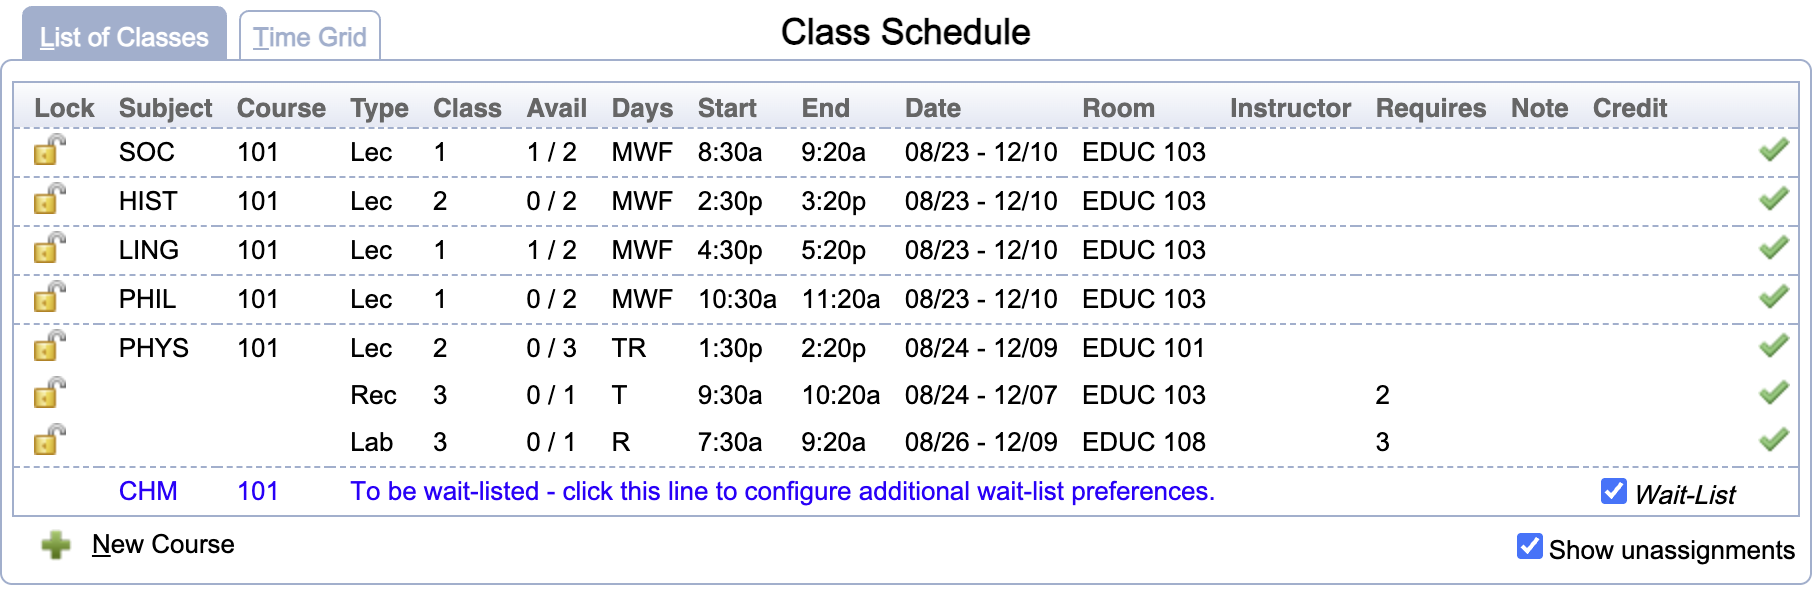 List of Classes Time Grid Class Schedule
Lock Subject Course Type Class Avail Days Start End Date Room Instructor Requires Note Credit
SOC 101 Lec 1 1 / 2 MWF 8:30a 9:20a 08/23 - 12/10 EDUC 103
HIST 101 Lec 2 0 / 2 MWF 2:30p 3:20p 08/23 - 12/10 EDUC 103
LING 101 Lec 1 1 / 2 MWF 4:30p 5:20p 08/23 - 12/10 EDUC 103
PHIL 101 Lec 1 0 / 2 MWF 10:30a 11:20a 08/23 - 12/10 EDUC 103
PHYS 101 Lec 2 0 / 3 TR 1:30p 2:20p 08/24 - 12/09 EDUC 101
Rec 3 0 / 1 T 9:30a 10:20a 08/24 - 12/07 EDUC 103 2
Lab 3 0 / 1 R 7:30a 9:20a 08/26 - 12/09 EDUC 108 3
CHM 101 To be wait-listed - click this line to configure additional wait-list preferences. Wait-List
New Course Show unassignments